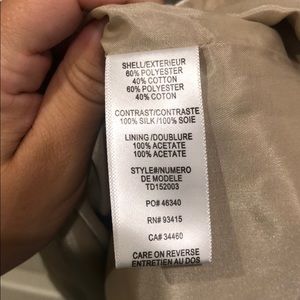 SHELL/EXTERIEUR
60% POLYESTER
40% COTTON
60% POLYESTER
40% COTON
CONTRAST/CONTRASTE
100% SILK /100% SOIE
LINING /DOUBLURE
100% ACETATE
100% ACETATE
STYLE#/NUMERO
DE MODELE
TD152003
PO# 46340
RN# 93415
CA# 34460
CARE ON REVERSE
ENTRETIEN AU DOS